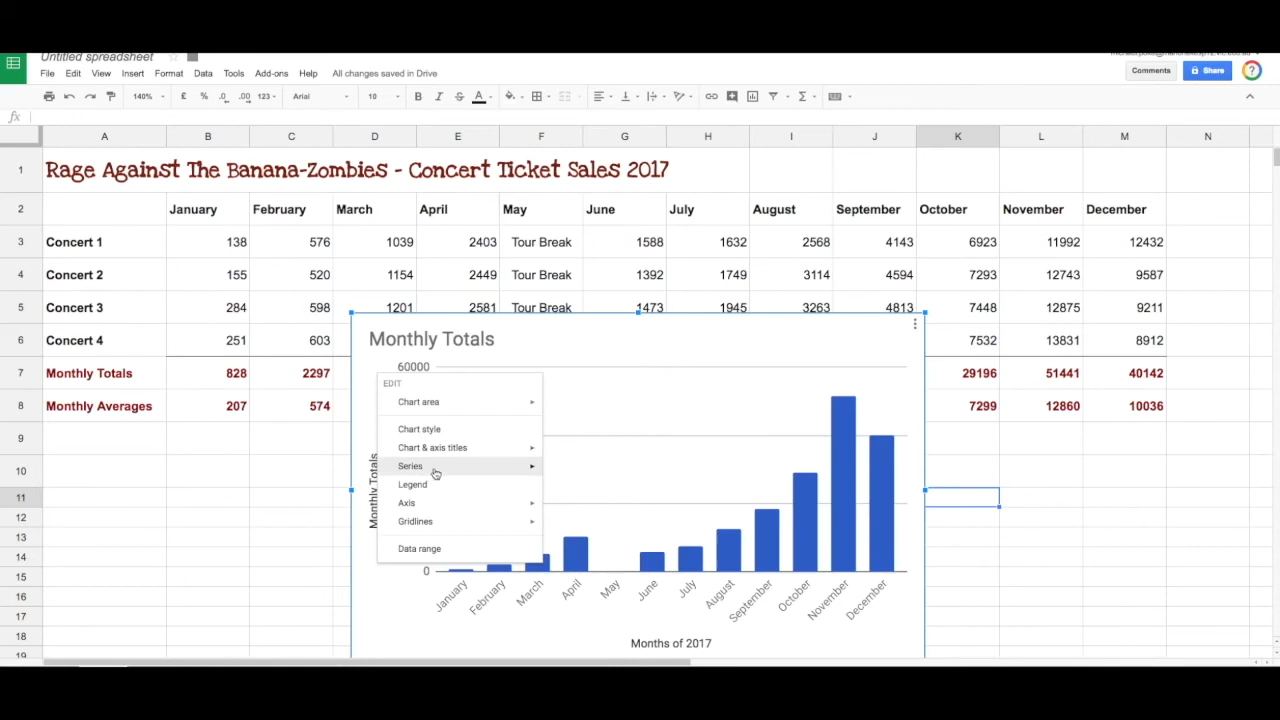 Untitled spreadsheet
File Edit View Insert Format Data Tools Add-ons Help All changes saved in Drive
Comments Share ?
140% £ % .0 .00 123 Arial 10 B I S A Σ
fx
A B C D E F G H I J K L M N
1 Rage Against The Banana-Zombies - Concert Ticket Sales 2017
2 January February March April May June July August September October November December
3 Concert 1 138 576 1039 2403 Tour Break 1588 1632 2568 4143 6923 11992 12432
4 Concert 2 155 520 1154 2449 Tour Break 1392 1749 3114 4594 7293 12743 9587
5 Concert 3 284 598 1201 2581 Tour Break 1473 1945 3263 4813 7448 12875 9211
6 Concert 4 251 603 7532 13831 8912
7 Monthly Totals 828 2297 29196 51441 40142
8 Monthly Averages 207 574 7299 12860 10036
9
10
11
12
13
14
15
16
17
18
19
Monthly Totals
60000
EDIT
Chart area
Chart style
Chart & axis titles
Series
Legend
Axis
Gridlines
Data range
Monthly Totals
0
January February March April May June July August September October November December
Months of 2017